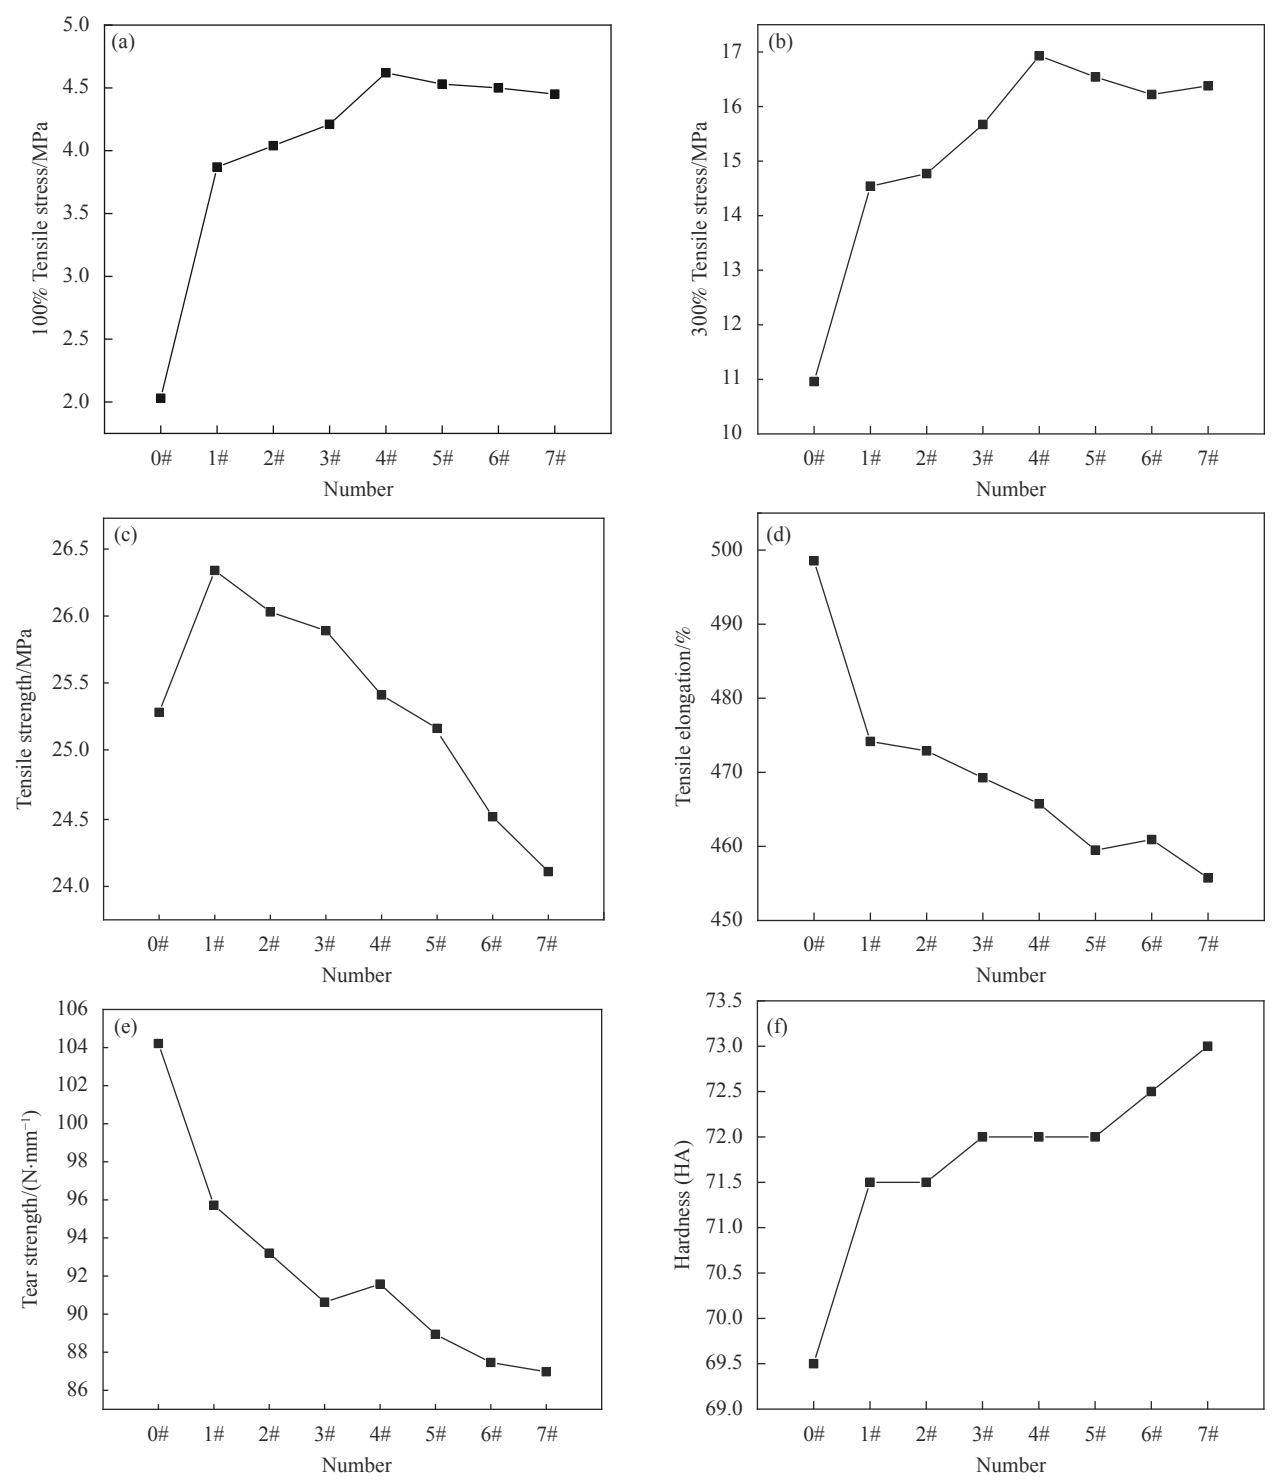 (a)
100% Tensile stress/MPa
5.0
4.5
4.0
3.5
3.0
2.5
2.0
0# 1# 2# 3# 4# 5# 6# 7#
Number
(b)
300% Tensile stress/MPa
17
16
15
14
13
12
11
10
0# 1# 2# 3# 4# 5# 6# 7#
Number
(c)
Tensile strength/MPa
26.5
26.0
25.5
25.0
24.5
24.0
0# 1# 2# 3# 4# 5# 6# 7#
Number
(d)
Tensile elongation/%
500
490
480
470
460
450
0# 1# 2# 3# 4# 5# 6# 7#
Number
(e)
Tear strength/(N·mm⁻¹)
106
104
102
100
98
96
94
92
90
88
86
0# 1# 2# 3# 4# 5# 6# 7#
Number
(f)
Hardness (HA)
73.5
73.0
72.5
72.0
71.5
71.0
70.5
70.0
69.5
69.0
0# 1# 2# 3# 4# 5# 6# 7#
Number